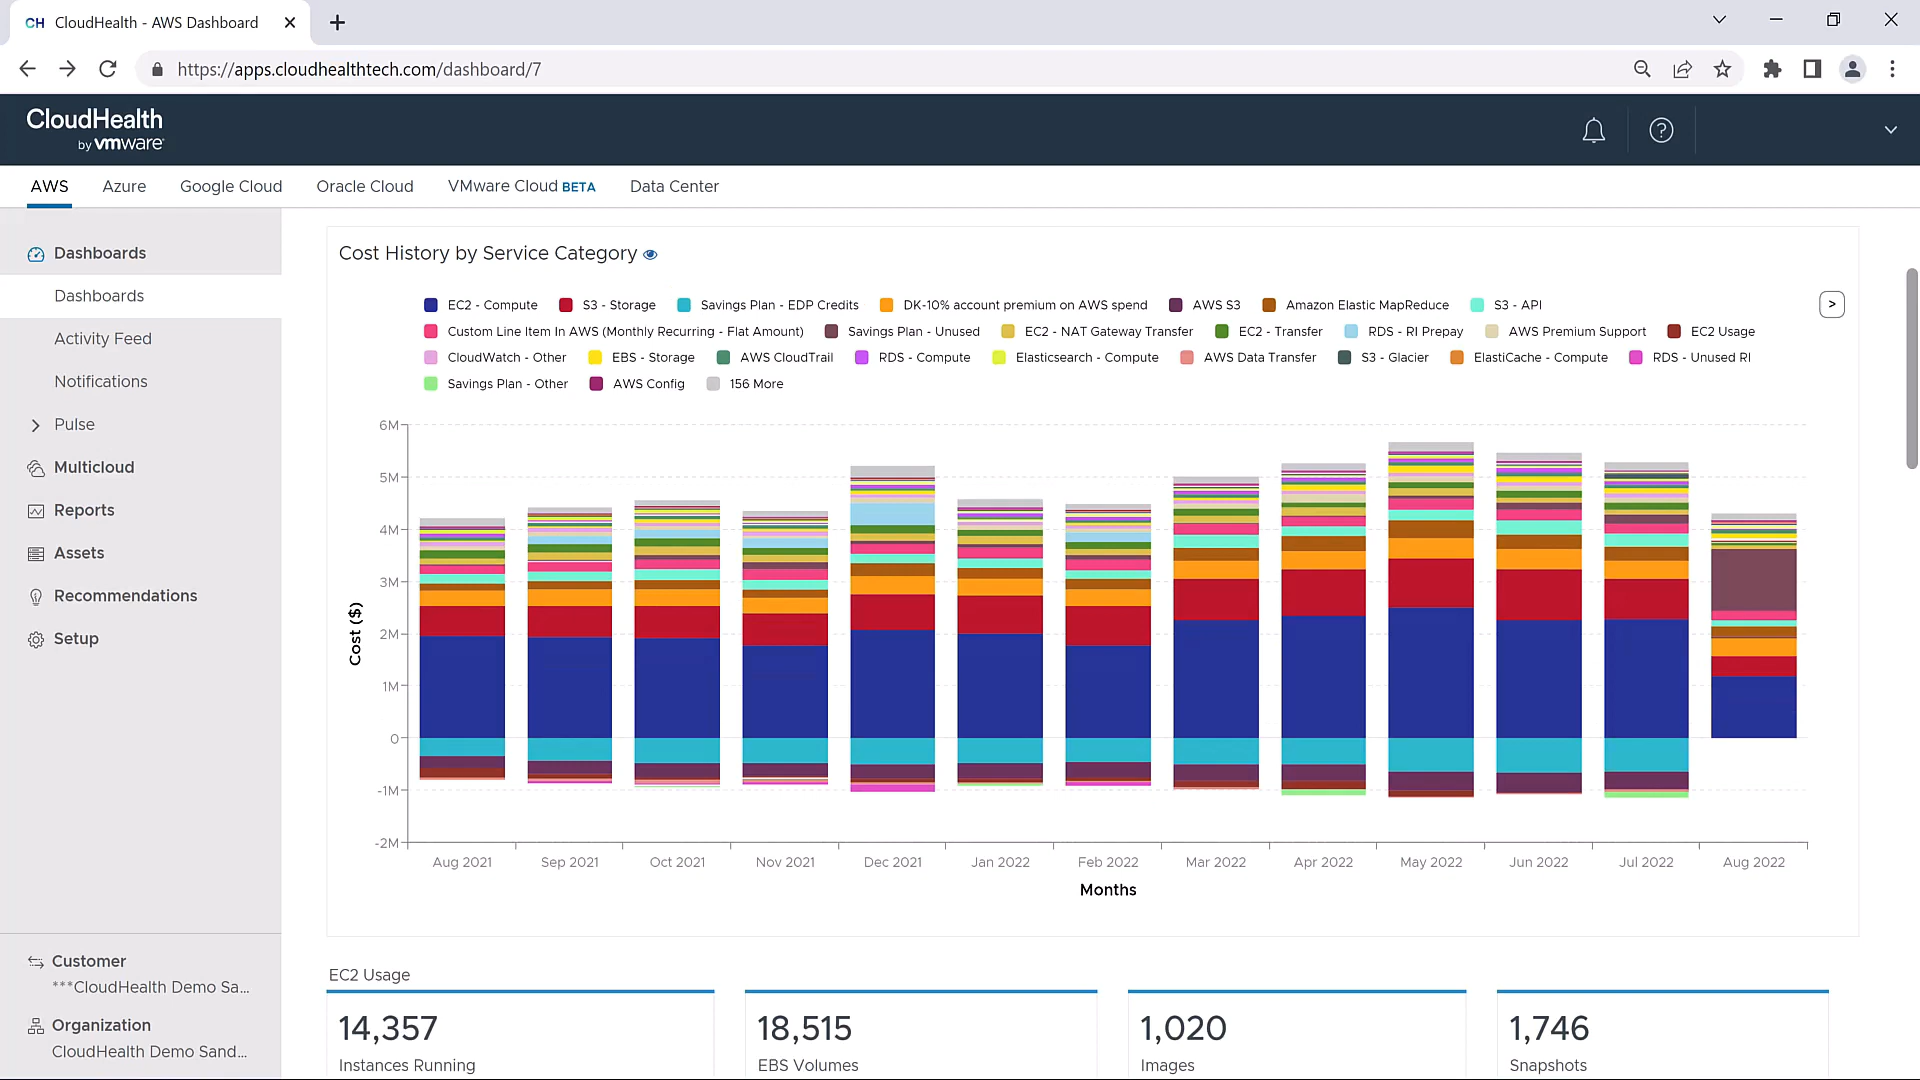 CH CloudHealth - AWS Dashboard
https://apps.cloudhealthtech.com/dashboard/7
CloudHealth
by vmware
AWS Azure Google Cloud Oracle Cloud VMware Cloud BETA Data Center
Dashboards
Dashboards
Activity Feed
Notifications
Pulse
Multicloud
Reports
Assets
Recommendations
Setup
Customer
***CloudHealth Demo Sa...
Organization
CloudHealth Demo Sand...
Cost History by Service Category
EC2 - Compute S3 - Storage Savings Plan - EDP Credits DK-10% account premium on AWS spend AWS S3 Amazon Elastic MapReduce S3 - API
Custom Line Item In AWS (Monthly Recurring - Flat Amount) Savings Plan - Unused EC2 - NAT Gateway Transfer EC2 - Transfer RDS - RI Prepay AWS Premium Support EC2 Usage
CloudWatch - Other EBS - Storage AWS CloudTrail RDS - Compute Elasticsearch - Compute AWS Data Transfer S3 - Glacier ElastiCache - Compute RDS - Unused RI
Savings Plan - Other AWS Config 156 More
>
6M
5M
4M
3M
2M
1M
0
-1M
-2M
Cost ($)
Aug 2021 Sep 2021 Oct 2021 Nov 2021 Dec 2021 Jan 2022 Feb 2022 Mar 2022 Apr 2022 May 2022 Jun 2022 Jul 2022 Aug 2022
Months
EC2 Usage
14,357 18,515 1,020 1,746
Instances Running EBS Volumes Images Snapshots